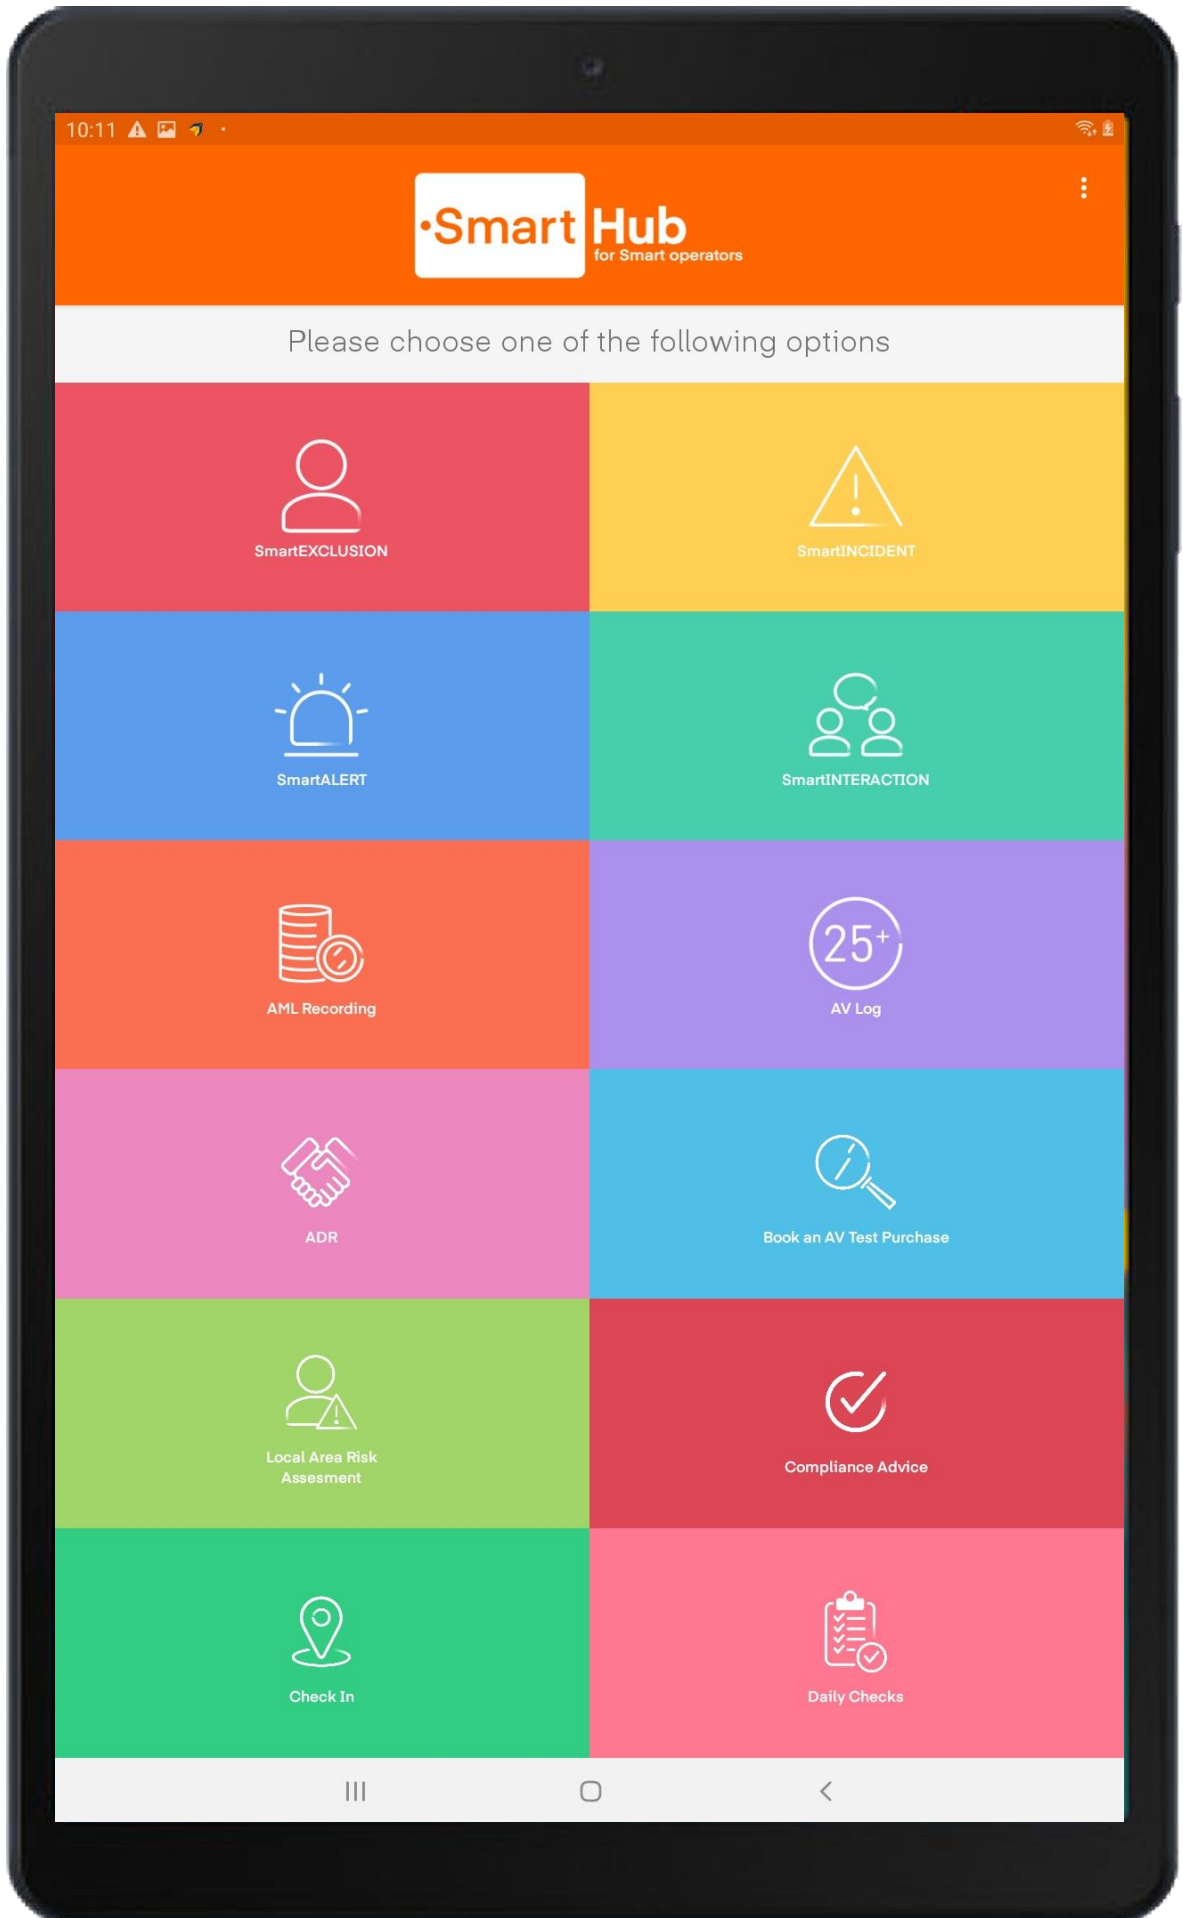 10:11
·Smart Hub
for Smart operators
Please choose one of the following options
SmartEXCLUSION
SmartINCIDENT
SmartALERT
SmartINTERACTION
25+
AML Recording
AV Log
ADR
Book an AV Test Purchase
Local Area Risk
Assesment
Compliance Advice
Check In
Daily Checks